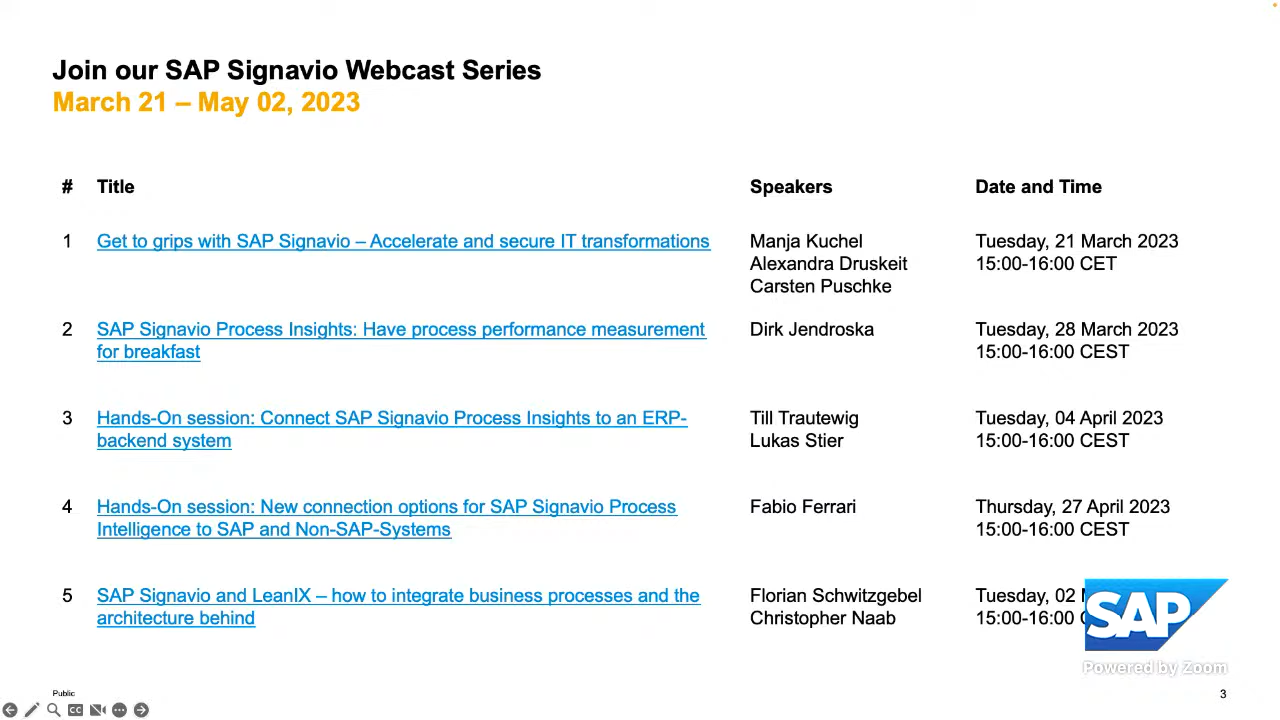 Join our SAP Signavio Webcast Series
March 21 – May 02, 2023
# Title Speakers Date and Time
1 Get to grips with SAP Signavio – Accelerate and secure IT transformations Manja Kuchel Tuesday, 21 March 2023
Alexandra Druskeit 15:00-16:00 CET
Carsten Puschke
2 SAP Signavio Process Insights: Have process performance measurement Dirk Jendroska Tuesday, 28 March 2023
for breakfast 15:00-16:00 CEST
3 Hands-On session: Connect SAP Signavio Process Insights to an ERP- Till Trautewig Tuesday, 04 April 2023
backend system Lukas Stier 15:00-16:00 CEST
4 Hands-On session: New connection options for SAP Signavio Process Fabio Ferrari Thursday, 27 April 2023
Intelligence to SAP and Non-SAP-Systems 15:00-16:00 CEST
5 SAP Signavio and LeanIX – how to integrate business processes and the Florian Schwitzgebel Tuesday, 02
architecture behind Christopher Naab 15:00-16:00
SAP
Powered by Zoom
Public 3
CC